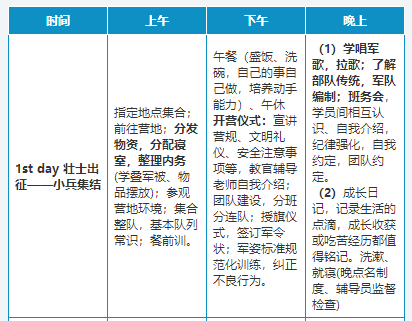 时间
上午
下午
晚上
1st day 壮士出
征——小兵集结
指定地点集合；
前往营地；分发
物资，分配寝
室，整理内务
(学叠军被、物
品摆放)；参观
营地环境；集合
整队，基本队列
常识；餐前训。
午餐（盛饭、洗
碗，自己的事自
己做，培养动手
能力）、午休
开营仪式：宣讲
营规、文明礼
仪、安全注意事
项等，教官辅导
老师自我介绍；
团队建设，分班
分连队；授旗仪
式，签订军令
状；军姿标准规
范化训练，纠正
不良行为。
（1）学唱军
歌，拉歌；了解
部队传统，军队
编制；班务会，
学员间相互认
识、自我介绍，
纪律强化，自我
约定，团队约
定。
（2）成长日
记，记录生活的
点滴，成长收获
或吃苦经历都值
得铭记。洗漱、
就寝(晚点名制
度、辅导员监督
检查)